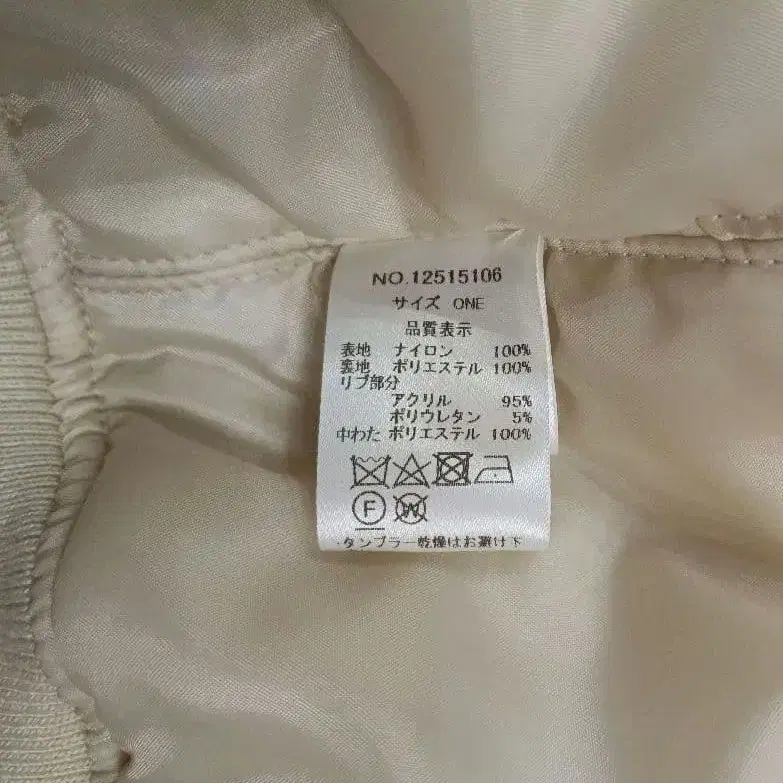 NO.12515106
サイズ ONE
品質表示
表地 ナイロン 100%
裏地 ポリエステル 100%
リブ部分
アクリル 95%
ポリウレタン 5%
中わた ポリエステル 100%
F W
・タンブラー乾燥はお避け下